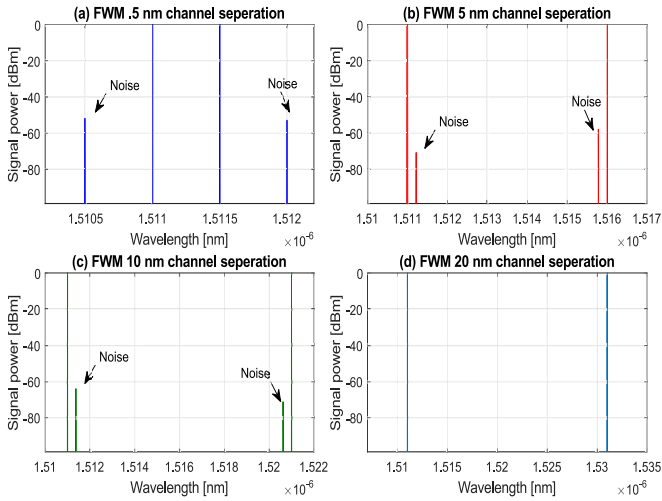 (a) FWM .5 nm channel seperation
Signal power [dBm]
0
-20
-40
-60
-80
Noise
Noise
1.5105 1.511 1.5115 1.512
Wavelength [nm]
×10-6
(b) FWM 5 nm channel seperation
Signal power [dBm]
0
-20
-40
-60
-80
Noise
Noise
1.51 1.511 1.512 1.513 1.514 1.515 1.516 1.517
Wavelength [nm]
×10-6
(c) FWM 10 nm channel seperation
Signal power [dBm]
0
-20
-40
-60
-80
Noise
Noise
1.51 1.512 1.514 1.516 1.518 1.52 1.522
Wavelength [nm]
×10-6
(d) FWM 20 nm channel seperation
Signal power [dBm]
0
-20
-40
-60
-80
1.51 1.515 1.52 1.525 1.53 1.535
Wavelength [nm]
×10-6